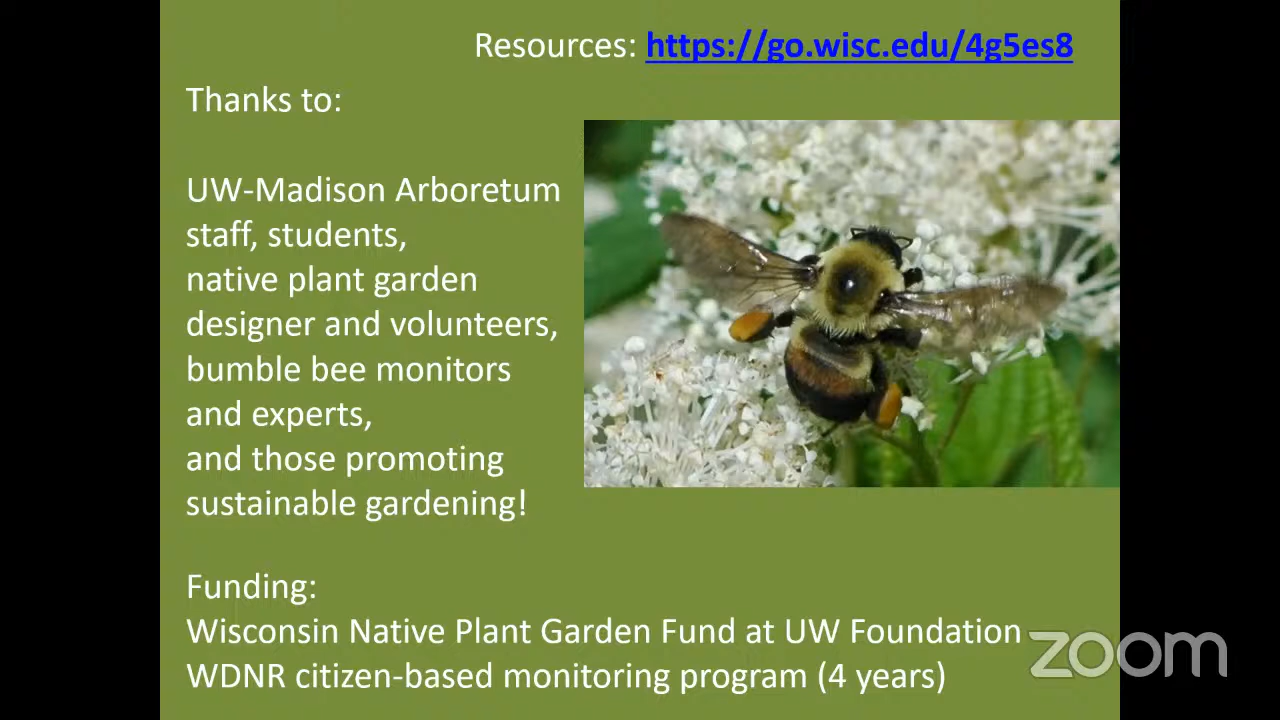 Resources: https://go.wisc.edu/4g5es8
Thanks to:
UW-Madison Arboretum
staff, students,
native plant garden
designer and volunteers,
bumble bee monitors
and experts,
and those promoting
sustainable gardening!
Funding:
Wisconsin Native Plant Garden Fund at UW Foundation
WDNR citizen-based monitoring program (4 years)
zoom